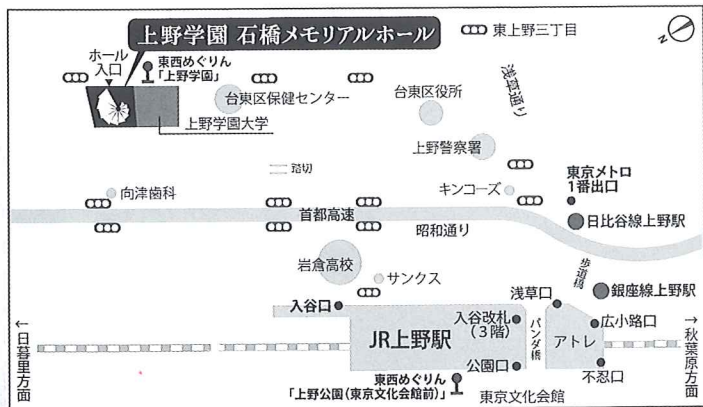 上野学園 石橋メモリアルホール
東上野三丁目
N
ホール
入口
東西めぐりん
「上野学園」
台東区保健センター
台東区役所
浅草通り
上野学園大学
上野警察署
踏切
東京メトロ
1番出口
向津歯科
キンコーズ
首都高速
昭和通り
日比谷線上野駅
岩倉高校
サンクス
歩道橋
銀座線上野駅
入谷口
浅草口
入谷改札
(3階)
広小路口
JR上野駅
パンダ橋
アトレ
←日暮里方面
→秋葉原方面
公園口
不忍口
東西めぐりん
「上野公園(東京文化会館前)」
東京文化会館